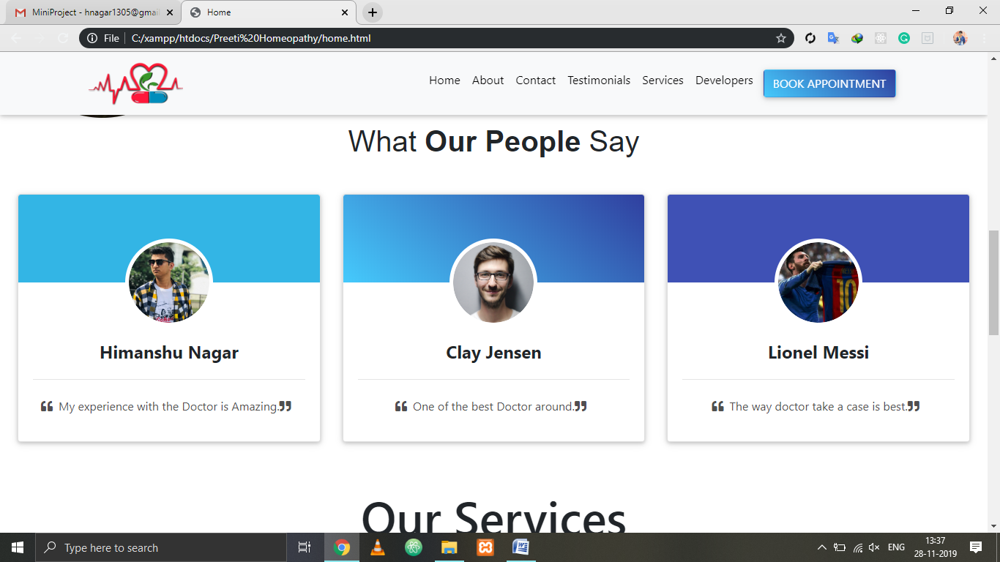 MiniProject - hnagar1305@gmai
Home
File
C:/xampp/htdocs/Preeti%20Homeopathy/home.html
Home About Contact Testimonials Services Developers BOOK APPOINTMENT
What Our People Say
Himanshu Nagar
❝ My experience with the Doctor is Amazing.❞
Clay Jensen
❝ One of the best Doctor around.❞
Lionel Messi
10
❝ The way doctor take a case is best.❞
Our Services
Type here to search
ENG
13:37
28-11-2019